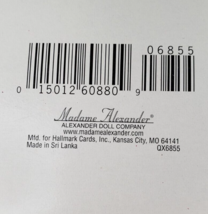 06855
0 15012 60880 9
Madame Alexander®
ALEXANDER DOLL COMPANY
www.madamealexander.com
Mfd. for Hallmark Cards, Inc., Kansas City, MO 64141
Made in Sri Lanka QX6855